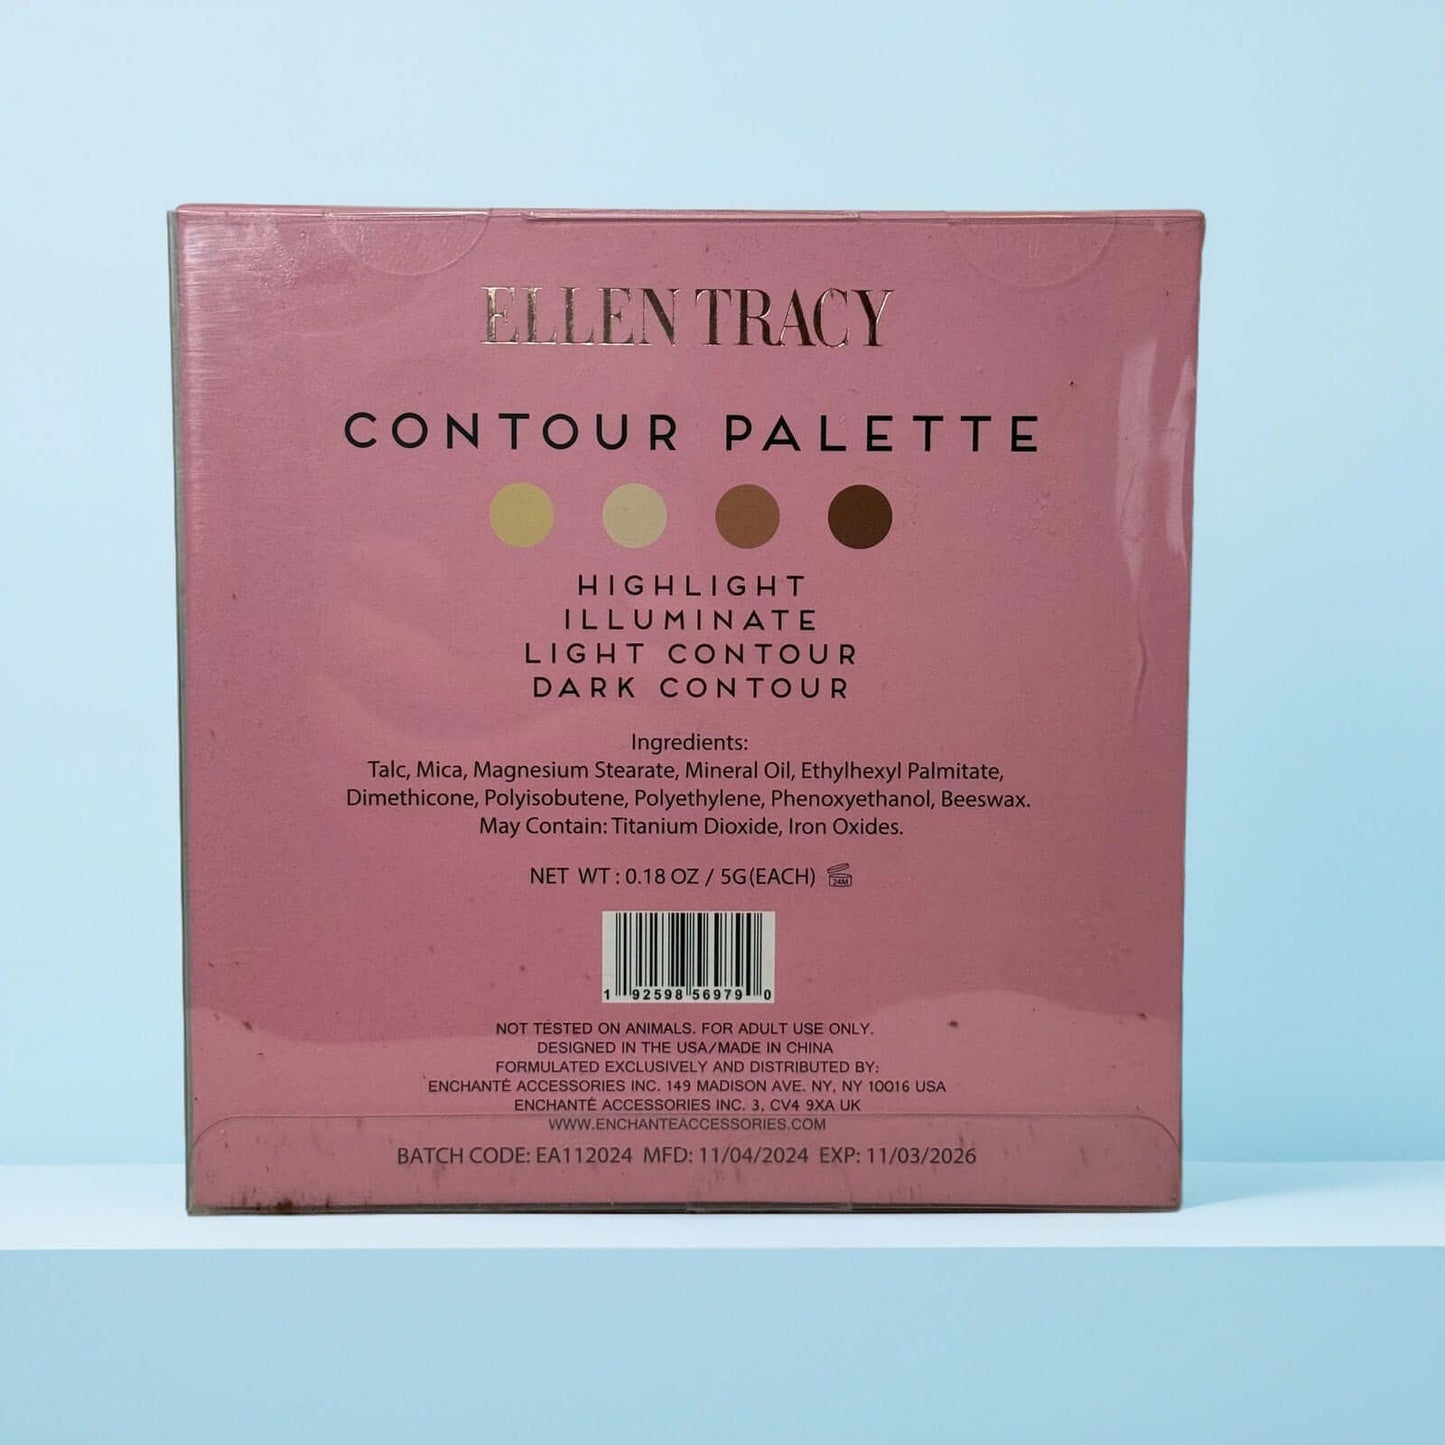 ELLEN TRACY
CONTOUR PALETTE
HIGHLIGHT
ILLUMINATE
LIGHT CONTOUR
DARK CONTOUR
Ingredients:
Talc, Mica, Magnesium Stearate, Mineral Oil, Ethylhexyl Palmitate,
Dimethicone, Polyisobutene, Polyethylene, Phenoxyethanol, Beeswax.
May Contain: Titanium Dioxide, Iron Oxides.
NET WT : 0.18 OZ / 5G(EACH) 24M
1 92598 56979 0
NOT TESTED ON ANIMALS. FOR ADULT USE ONLY.
DESIGNED IN THE USA/MADE IN CHINA
FORMULATED EXCLUSIVELY AND DISTRIBUTED BY:
ENCHANTÉ ACCESSORIES INC. 149 MADISON AVE. NY, NY 10016 USA
ENCHANTÉ ACCESSORIES INC. 3, CV4 9XA UK
WWW.ENCHANTEACCESSORIES.COM
BATCH CODE: EA112024 MFD: 11/04/2024 EXP: 11/03/2026